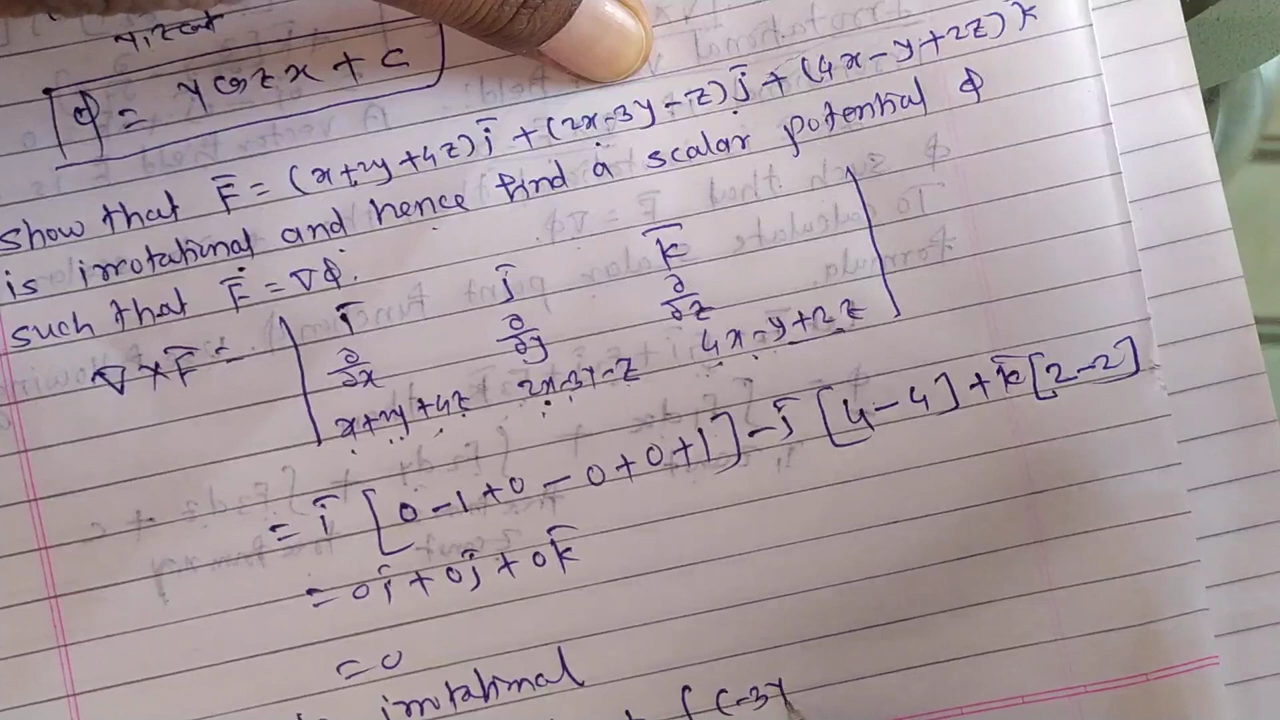 φ = y cos z x + c
show that F̄ = (x+2y+4z) ī + (2x-3y-z) j̄ + (4x-y+2z) k̄
is irrotational and hence find a scalar potential φ
such that F̄ = ∇φ.
∇ × F̄ = | ī j̄ k̄ |
∂/∂x ∂/∂y ∂/∂z
x+2y+4z 2x-3y-z 4x-y+2z
= ī [0-1+0-0+0+1] - j̄ [4-4] + k̄ [2-2]
= 0ī + 0j̄ + 0k̄
= 0
irrotational
∫(-3y